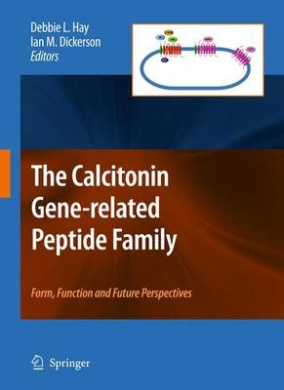 Debbie L. Hay
Ian M. Dickerson
Editors
The Calcitonin
Gene-related
Peptide Family
Form, Function and Future Perspectives
Springer